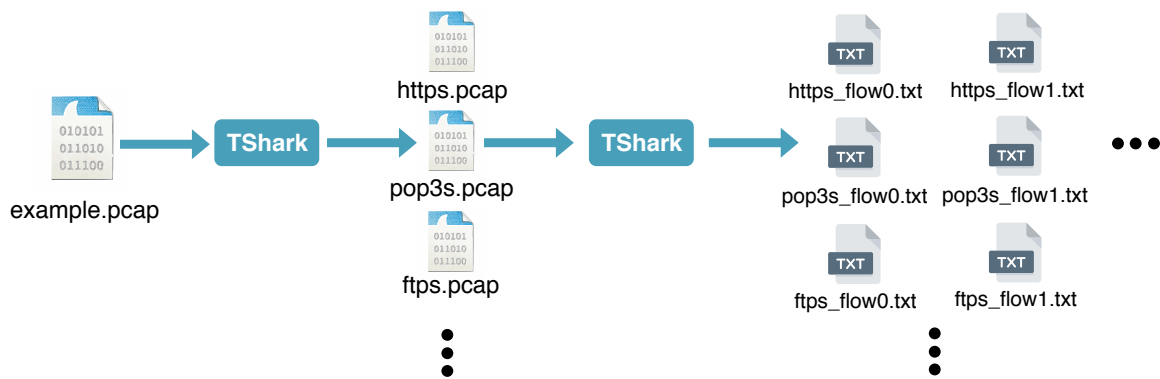 010101
011010
011100
example.pcap
TShark
010101
011010
011100
https.pcap
010101
011010
011100
pop3s.pcap
010101
011010
011100
ftps.pcap
TShark
TXT
https_flow0.txt
TXT
https_flow1.txt
TXT
pop3s_flow0.txt
TXT
pop3s_flow1.txt
TXT
ftps_flow0.txt
TXT
ftps_flow1.txt